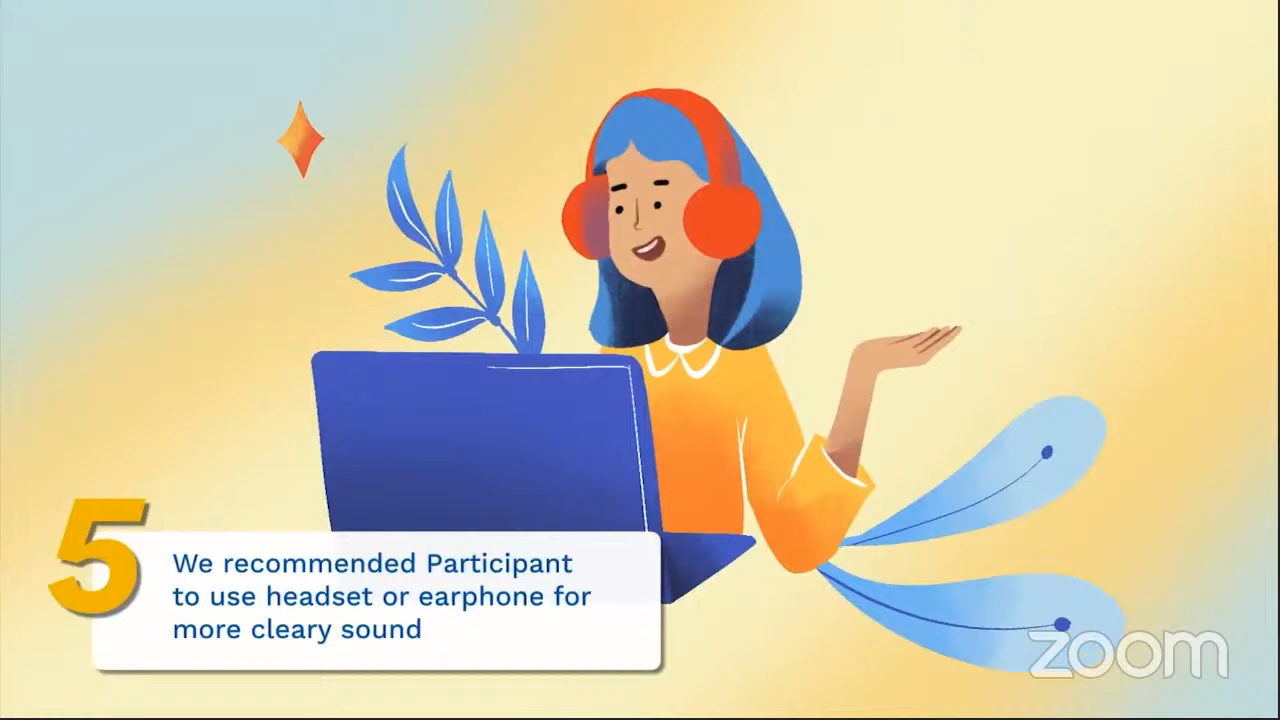 5
We recommended Participant
to use headset or earphone for
more cleary sound
zoom